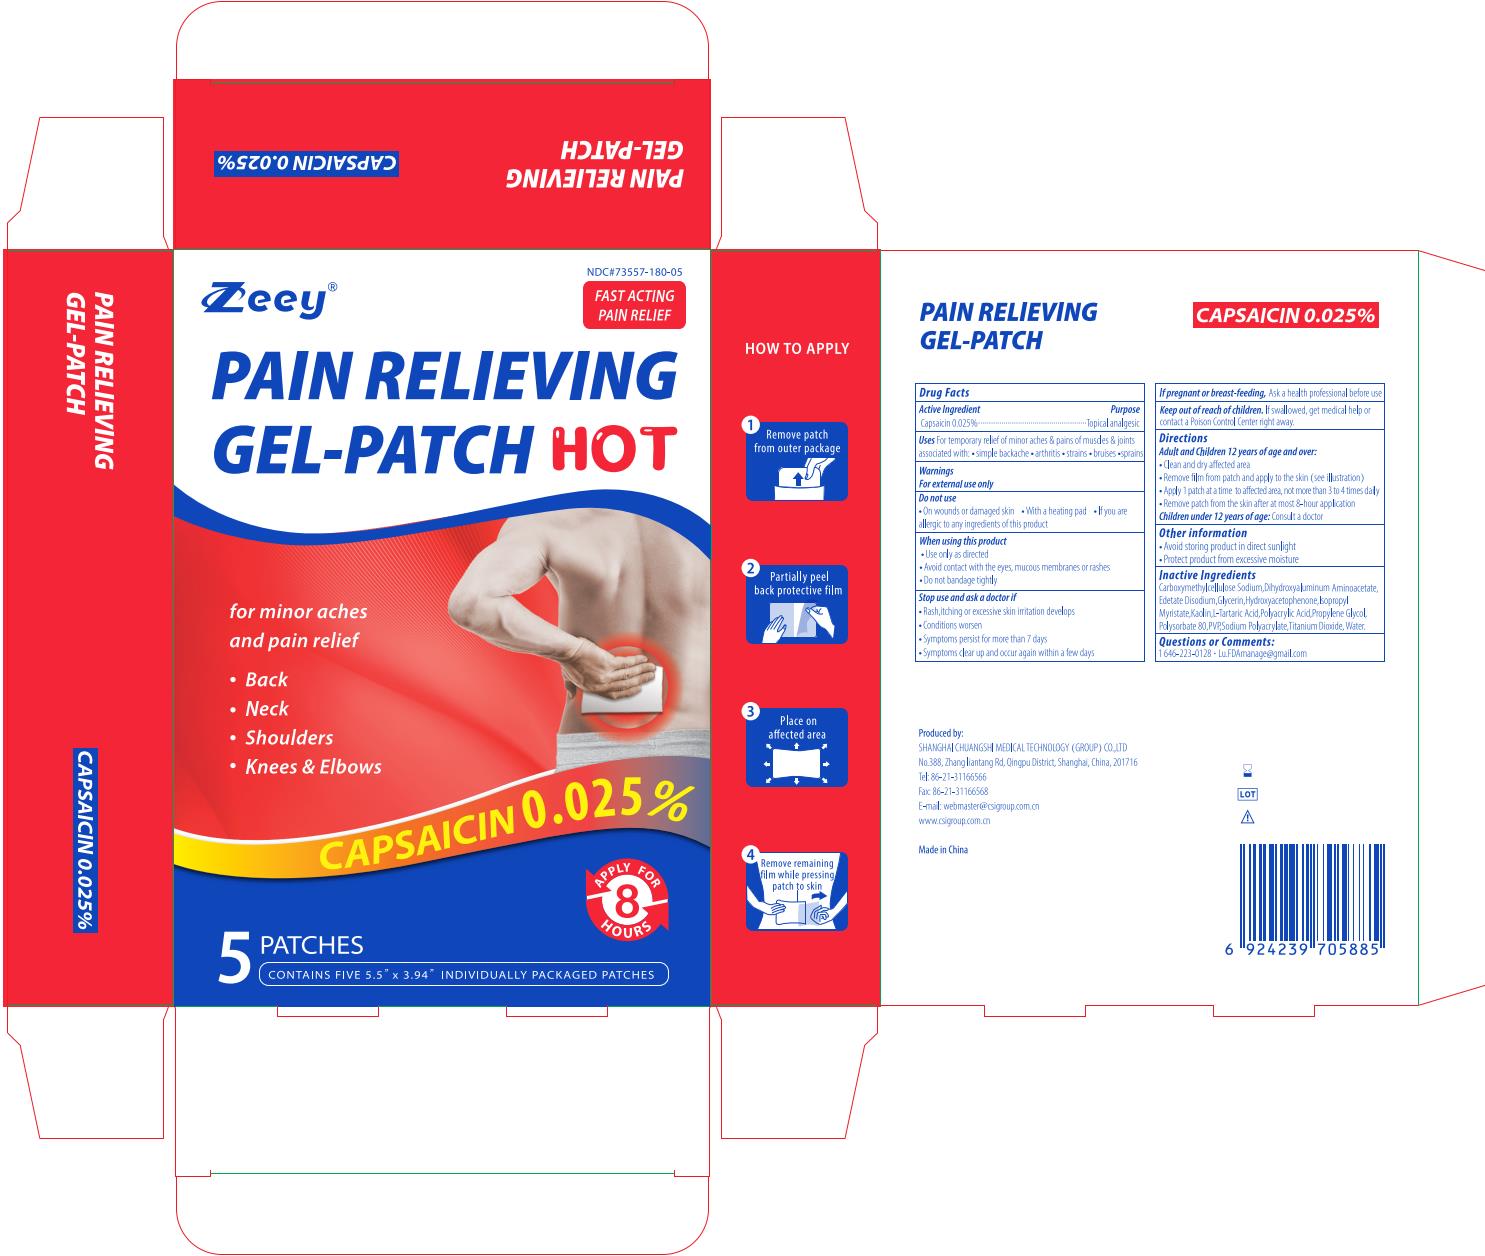 PAIN RELIEVING
GEL-PATCH
CAPSAICIN 0.025%
PAIN RELIEVING
GEL-PATCH
CAPSAICIN 0.025%
Zeey®
NDC#73557-180-05
FAST ACTING
PAIN RELIEF
PAIN RELIEVING
GEL-PATCH HOT
for minor aches
and pain relief
• Back
• Neck
• Shoulders
• Knees & Elbows
CAPSAICIN 0.025%
APPLY FOR
8
HOURS
5 PATCHES
CONTAINS FIVE 5.5" x 3.94" INDIVIDUALLY PACKAGED PATCHES
HOW TO APPLY
1
Remove patch
from outer package
2
Partially peel
back protective film
3
Place on
affected area
4
Remove remaining
film while pressing
patch to skin
PAIN RELIEVING
GEL-PATCH
CAPSAICIN 0.025%
Drug Facts
Active Ingredient Purpose
Capsaicin 0.025%········Topical analgesic
Uses For temporary relief of minor aches & pains of muscles & joints
associated with: • simple backache • arthritis • strains • bruises •sprains
Warnings
For external use only
Do not use
• On wounds or damaged skin • With a heating pad • If you are
allergic to any ingredients of this product
When using this product
• Use only as directed
• Avoid contact with the eyes, mucous membranes or rashes
• Do not bandage tightly
Stop use and ask a doctor if
• Rash,itching or excessive skin irritation develops
• Conditions worsen
• Symptoms persist for more than 7 days
• Symptoms clear up and occur again within a few days
If pregnant or breast-feeding, Ask a health professional before use
Keep out of reach of children. If swallowed, get medical help or
contact a Poison Control Center right away.
Directions
Adult and Children 12 years of age and over:
• Clean and dry affected area
• Remove film from patch and apply to the skin (see illustration)
• Apply 1 patch at a time to affected area, not more than 3 to 4 times daily
• Remove patch from the skin after at most 8-hour application
Children under 12 years of age: Consult a doctor
Other information
• Avoid storing product in direct sunlight
• Protect product from excessive moisture
Inactive Ingredients
Carboxymethylcellulose Sodium,Dihydroxyaluminum Aminoacetate,
Edetate Disodium,Glycerin,Hydroxyacetophenone,Isopropyl
Myristate,Kaolin,L-Tartaric Acid,Polyacrylic Acid,Propylene Glycol,
Polysorbate 80,PVP,Sodium Polyacrylate,Titanium Dioxide, Water.
Questions or Comments:
1 646-223-0128 · Lu.FDAmanage@gmail.com
Produced by:
SHANGHAI CHUANGSHI MEDICAL TECHNOLOGY (GROUP) CO.,LTD
No.388, Zhang liantang Rd, Qingpu District, Shanghai, China, 201716
Tel: 86-21-31166566
Fax: 86-21-31166568
E-mail: webmaster@csigroup.com.cn
www.csigroup.com.cn
Made in China
LOT
6 924239 705885